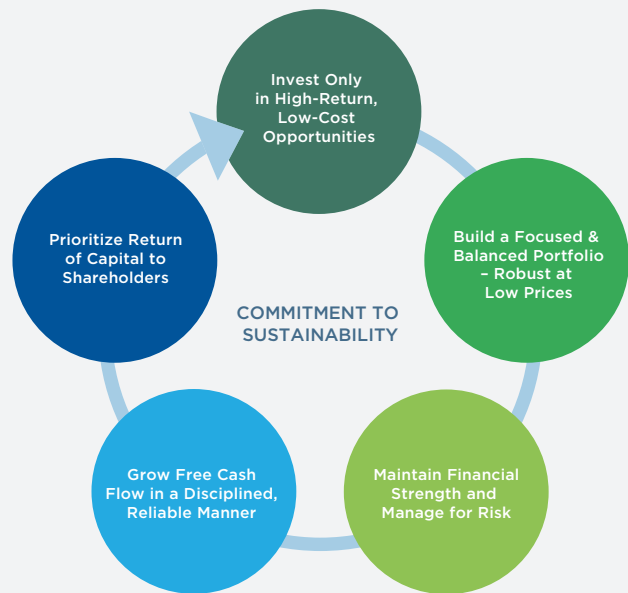 Invest Only
in High-Return,
Low-Cost
Opportunities
Build a Focused &
Balanced Portfolio
– Robust at
Low Prices
Maintain Financial
Strength and
Manage for Risk
Grow Free Cash
Flow in a Disciplined,
Reliable Manner
Prioritize Return
of Capital to
Shareholders
COMMITMENT TO
SUSTAINABILITY